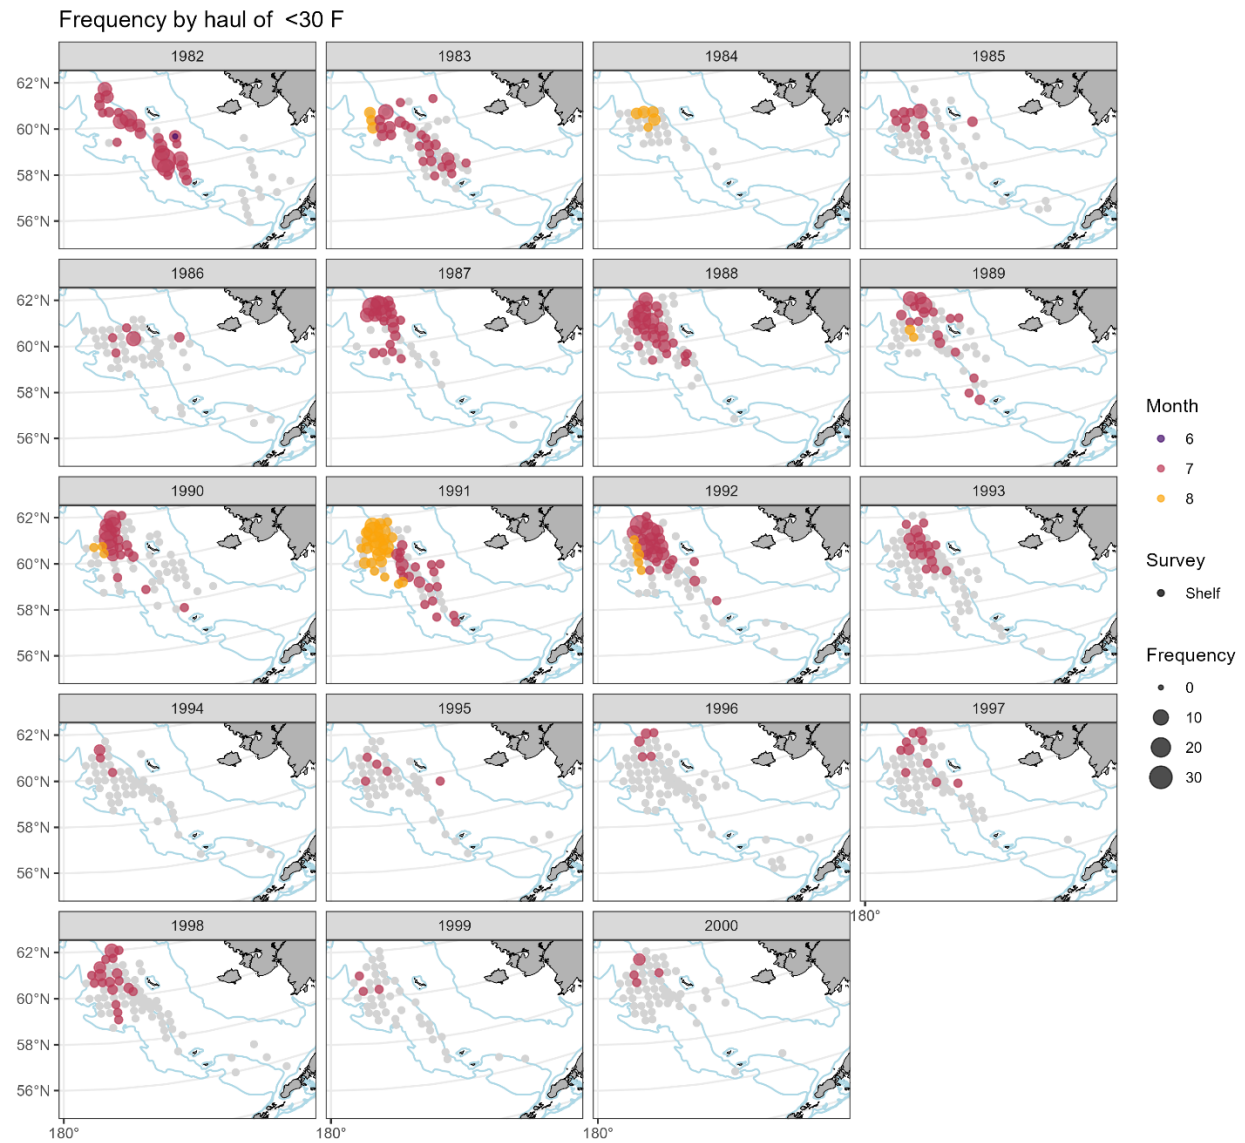 Frequency by haul of <30 F
1982 1983 1984 1985
62°N
60°N
58°N
56°N
1986 1987 1988 1989
62°N
60°N
58°N
56°N
1990 1991 1992 1993
62°N
60°N
58°N
56°N
1994 1995 1996 1997
62°N
60°N
58°N
56°N
180°
1998 1999 2000
62°N
60°N
58°N
56°N
180° 180° 180°
Month
6
7
8
Survey
Shelf
Frequency
0
10
20
30